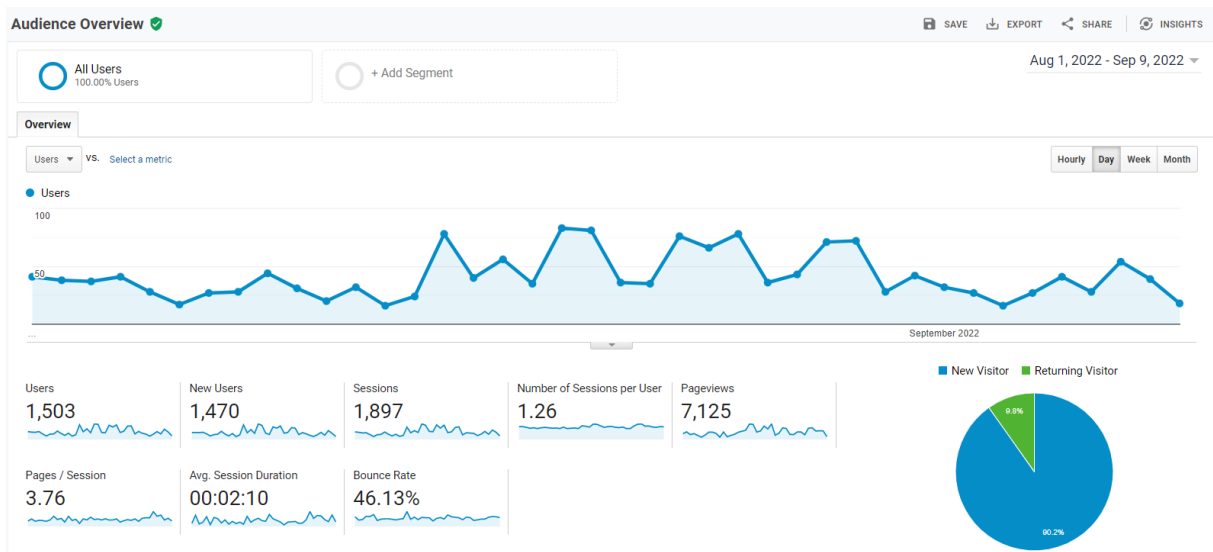 Audience Overview
SAVE EXPORT SHARE INSIGHTS
All Users
100.00% Users
+ Add Segment
Aug 1, 2022 - Sep 9, 2022
Overview
Users VS. Select a metric
Hourly Day Week Month
Users
100
50
...
September 2022
Users
1,503
New Users
1,470
Sessions
1,897
Number of Sessions per User
1.26
Pageviews
7,125
Pages / Session
3.76
Avg. Session Duration
00:02:10
Bounce Rate
46.13%
New Visitor Returning Visitor
9.8%
90.2%